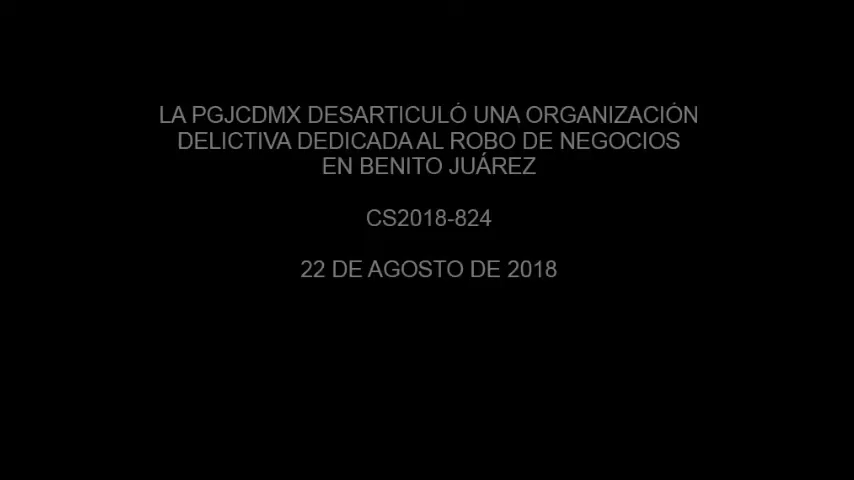 LA PGJCDMX DESARTICULÓ UNA ORGANIZACIÓN
DELICTIVA DEDICADA AL ROBO DE NEGOCIOS
EN BENITO JUÁREZ
CS2018-824
22 DE AGOSTO DE 2018